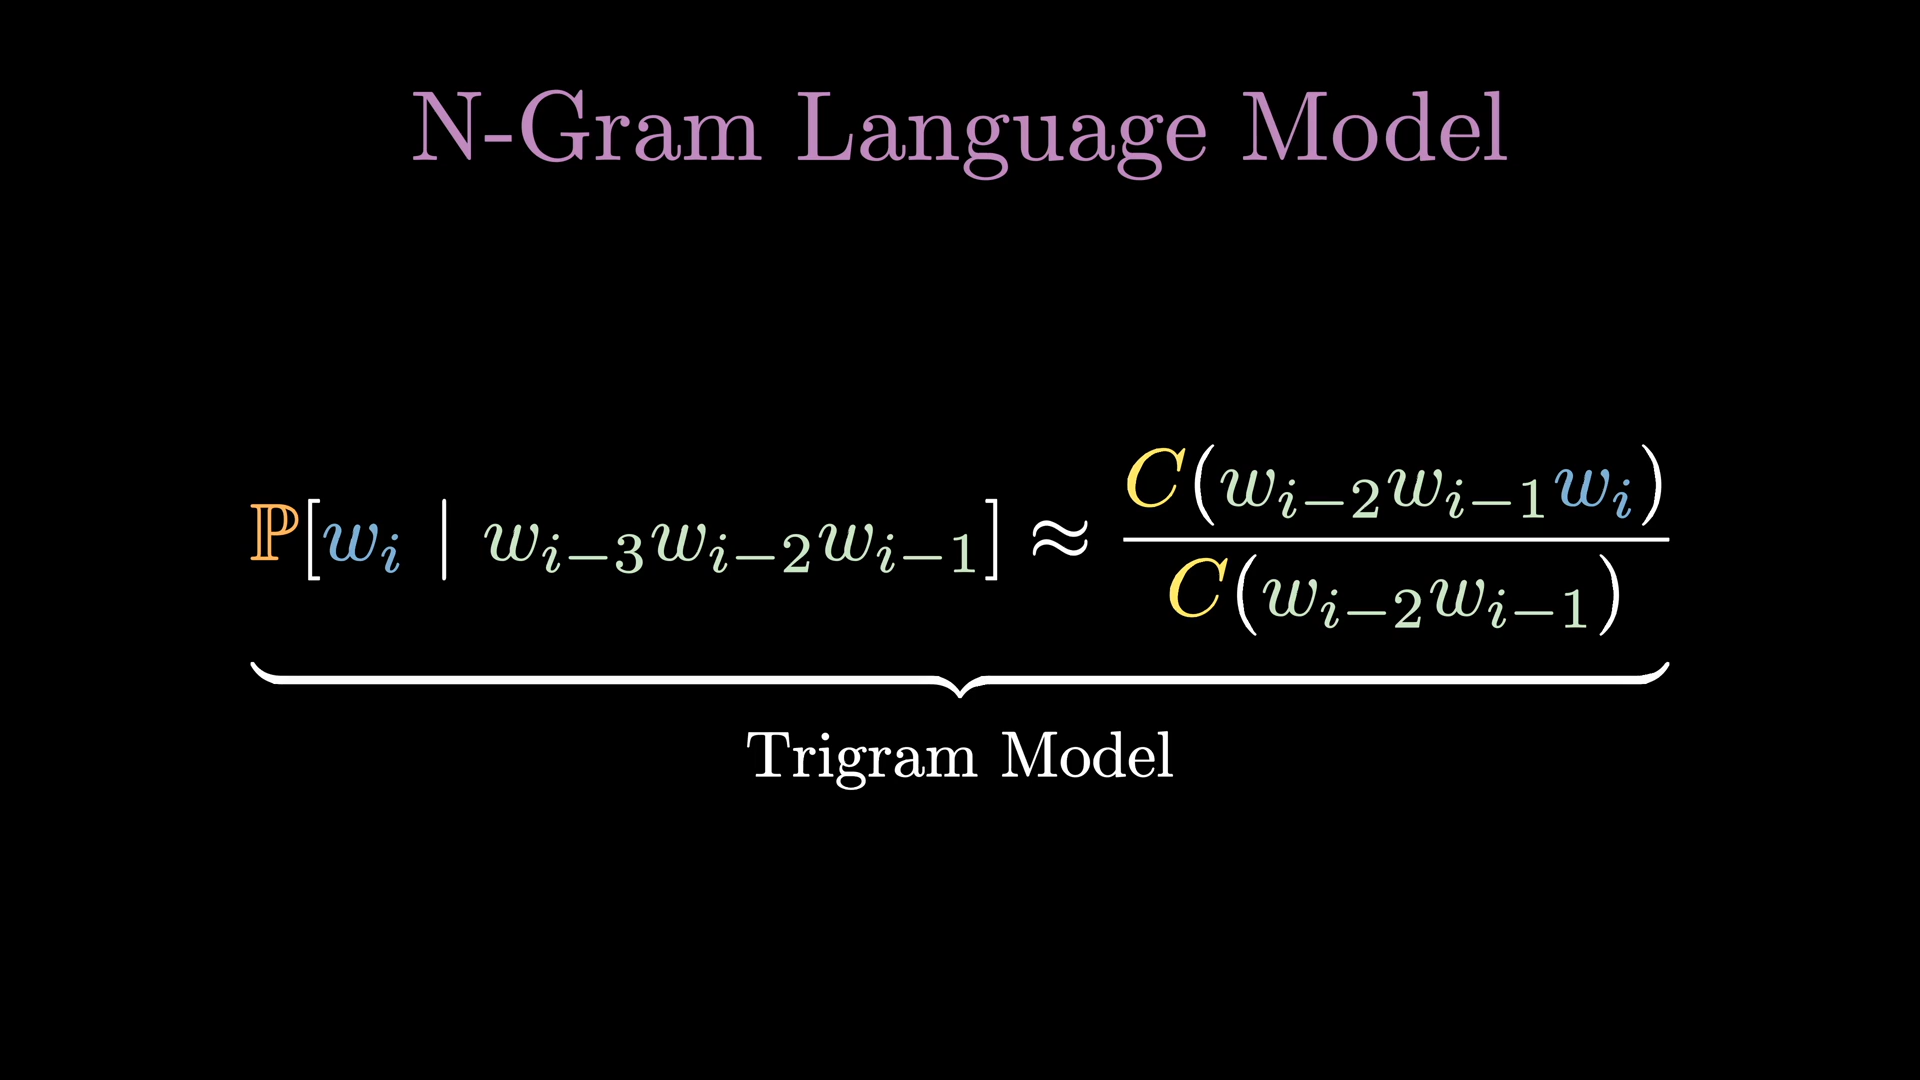 N-Gram Language Model
ℙ[w_i | w_{i−3}w_{i−2}w_{i−1}] ≈ \frac{C(w_{i−2}w_{i−1}w_i)}{C(w_{i−2}w_{i−1})}
Trigram Model